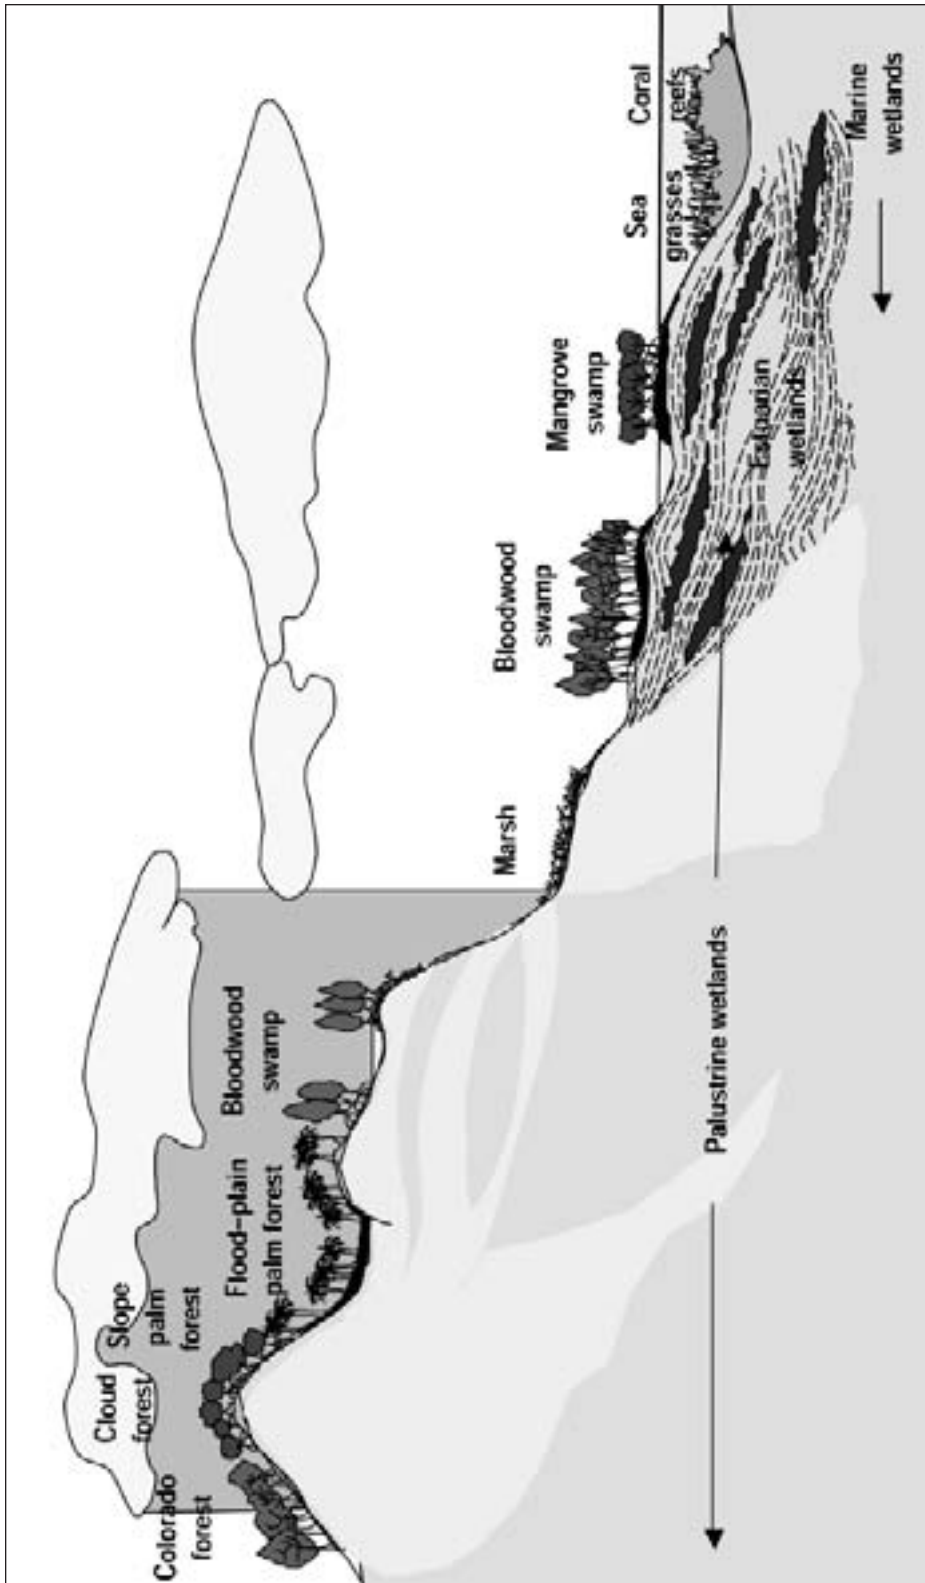 Colorado
forest
Cloud
forest
Slope
palm
forest
Flood-plain
palm forest
Bloodwood
swamp
Marsh
Bloodwood
swamp
Mangrove
swamp
Sea
grasses
Coral
reefs
Palustrine wetlands
Estuarian
wetlands
Marine
wetlands